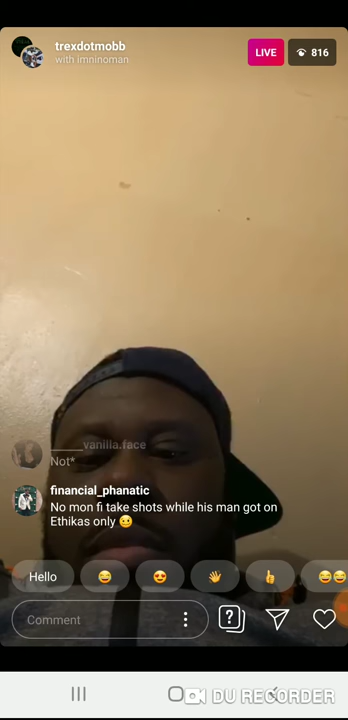 trexdotmobb
with imninoman
LIVE
816
vanilla.face
Not*
financial_phanatic
No mon fi take shots while his man got on
Ethikas only
Hello
Comment
DU RECORDER